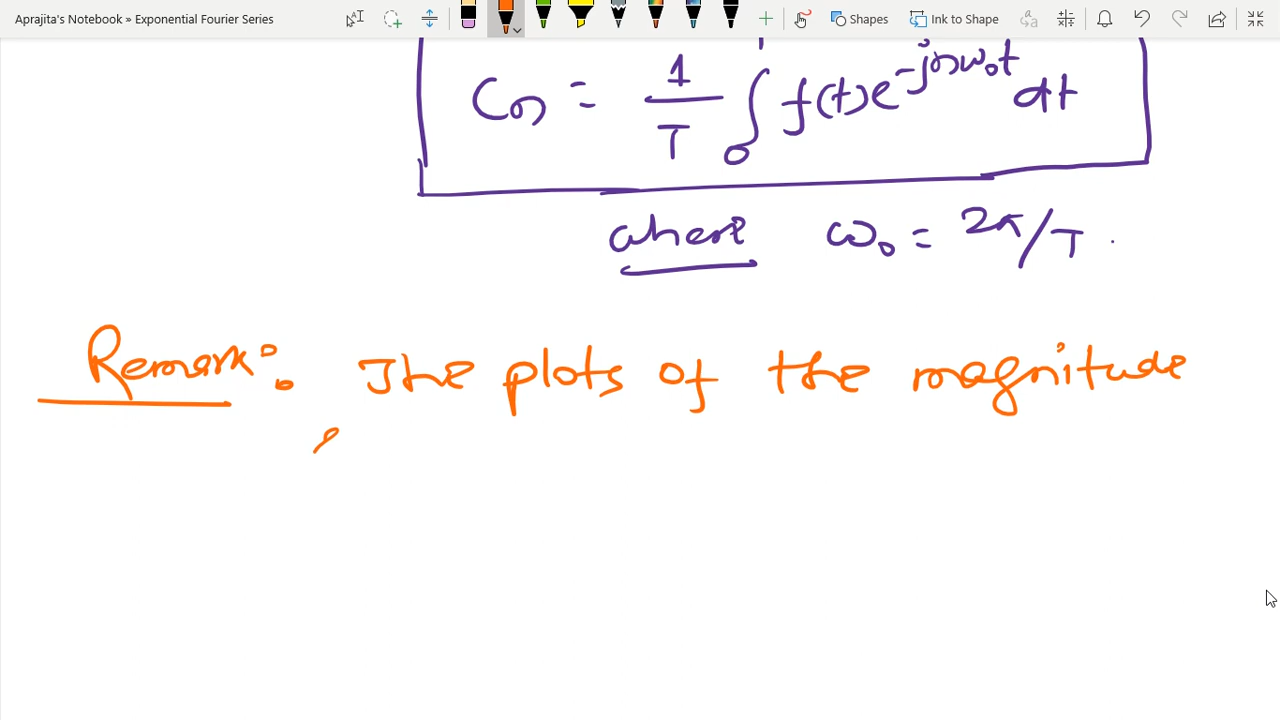 Aprajita's Notebook » Exponential Fourier Series
Shapes
Ink to Shape
Cn = 1/T ∫0 f(t)e^-jnω0t dt
where ω0 = 2π/T .
Remark:. The plots of the magnitude